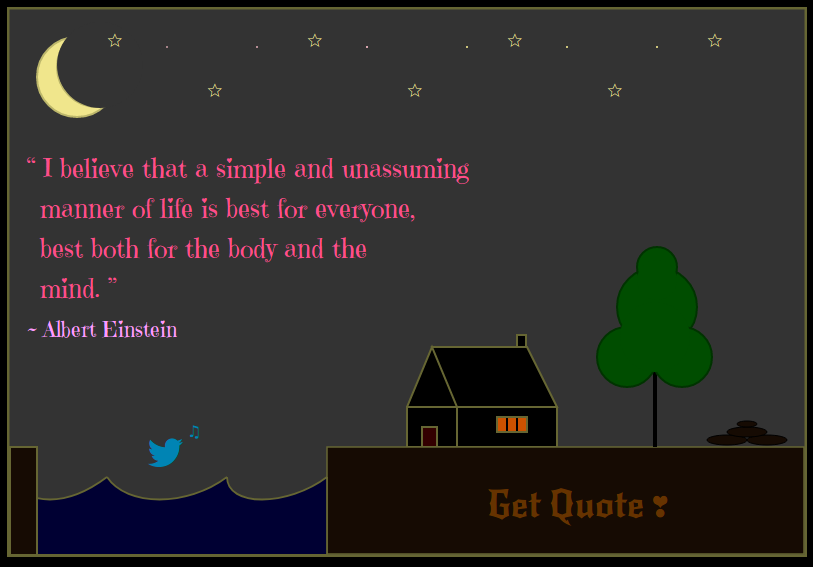 “ I believe that a simple and unassuming
manner of life is best for everyone,
best both for the body and the
mind. ”
~ Albert Einstein
Get Quote ❣